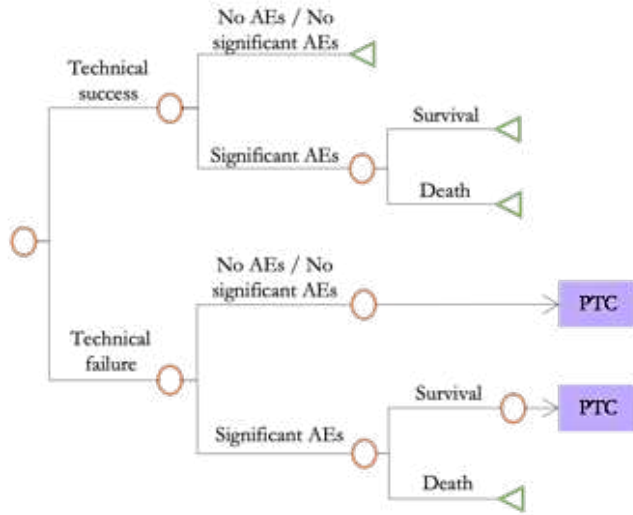 No AEs / No
significant AEs
Technical
success
Survival
Significant AEs
Death
No AEs / No
significant AEs
PTC
Technical
failure
Survival
PTC
Significant AEs
Death